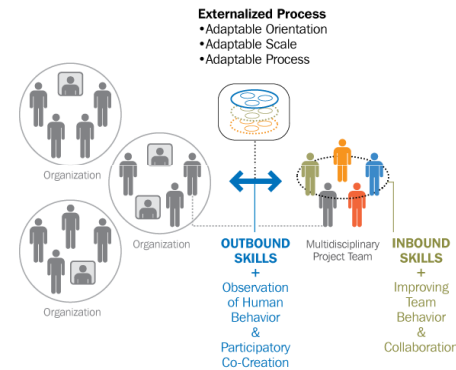 Externalized Process
•Adaptable Orientation
•Adaptable Scale
•Adaptable Process
Organization
Organization
Organization
Multidisciplinary
Project Team
OUTBOUND
SKILLS
+
Observation
of Human
Behavior
&
Participatory
Co-Creation
INBOUND
SKILLS
+
Improving
Team
Behavior
&
Collaboration